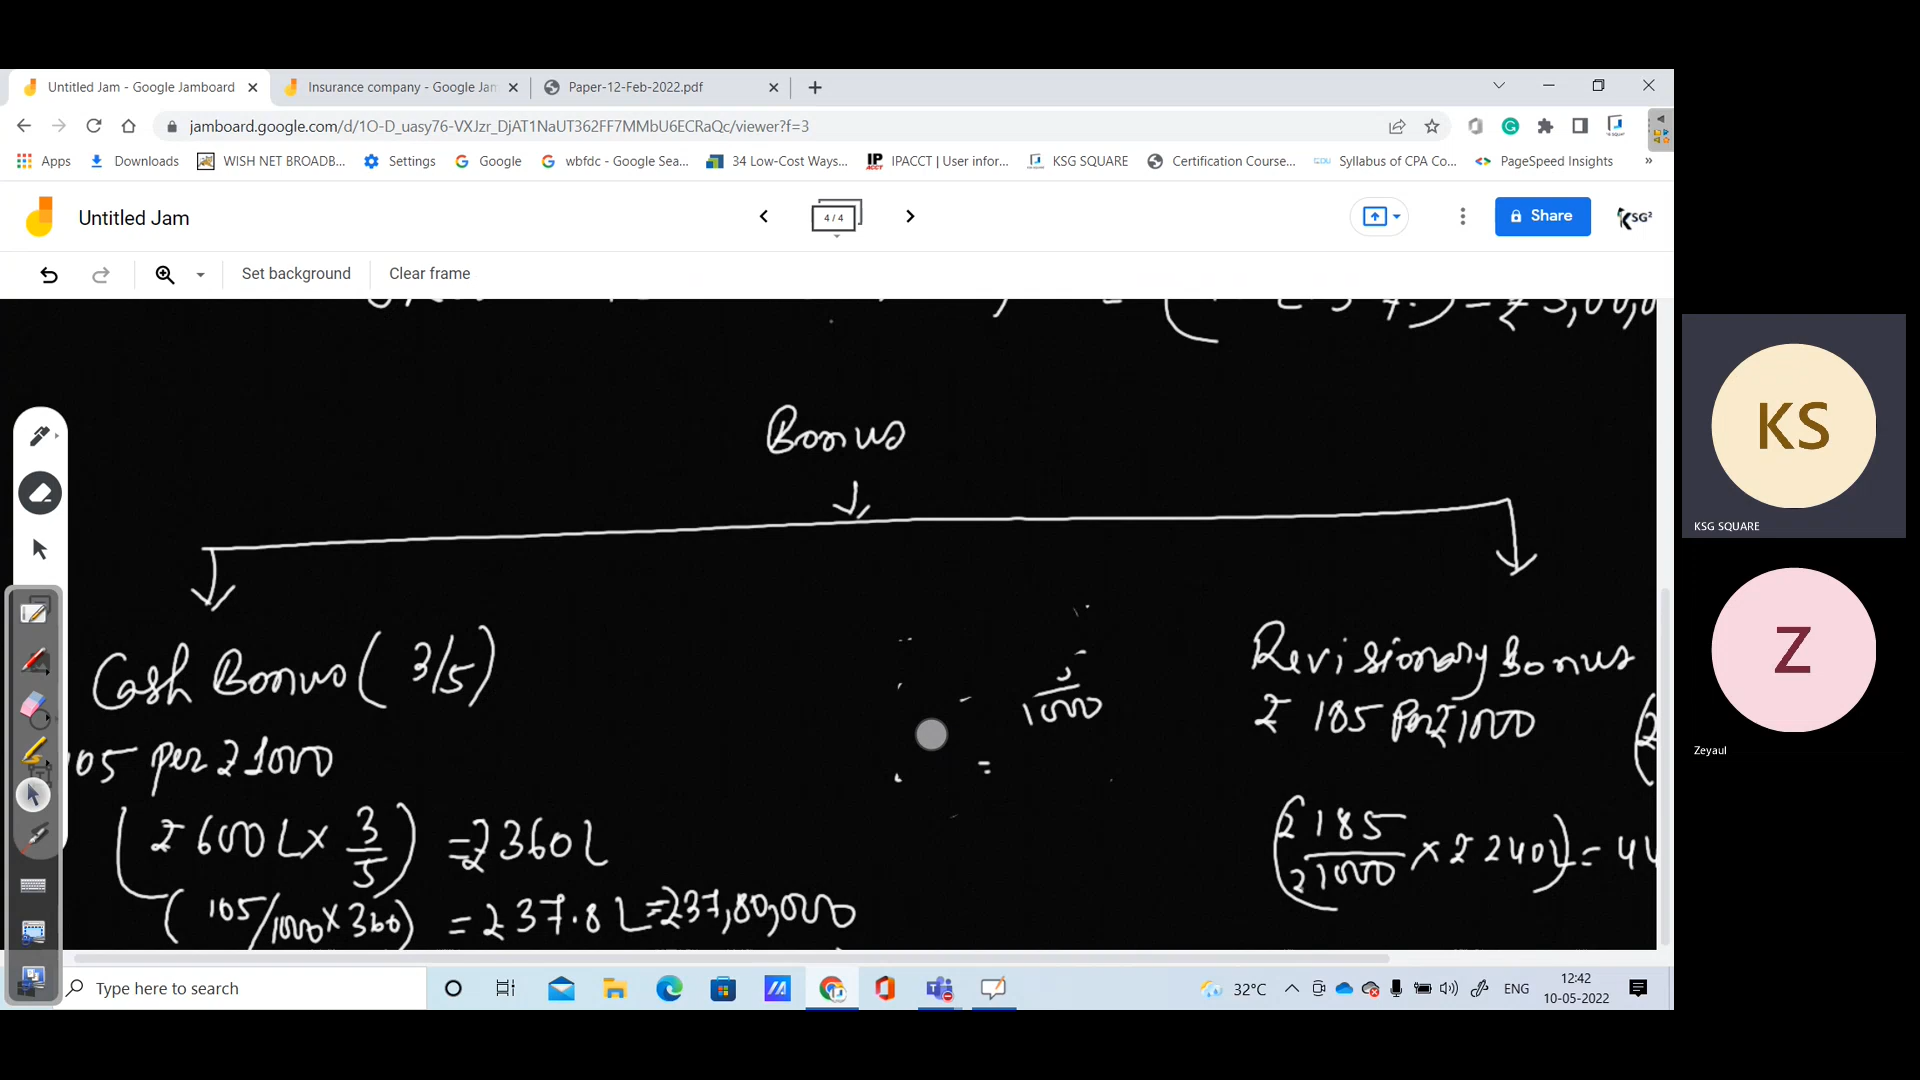 Untitled Jam - Google Jamboard
Insurance company - Google Jam
Paper-12-Feb-2022.pdf
jamboard.google.com/d/1O-D_uasy76-VXJzr_DjAT1NaUT362FF7MMbU6ECRaQc/viewer?f=3
Apps Downloads WISH NET BROADB... Settings Google wbfdc - Google Sea... 34 Low-Cost Ways... IPACCT | User infor... KSG SQUARE Certification Course... Syllabus of CPA Co... PageSpeed Insights »
Untitled Jam
4 / 4
Share
KSG²
Set background Clear frame
Bonus
Cash Bonus ( 3/5)
Revisionary Bonus
105 per ₹1000
₹ 185 Per ₹1000
1000
=
(₹ 600 L × 3/5) = ₹360 L
(₹ 185/₹1000 × ₹ 240L) = 44
( 105/1000 × 360) = ₹37.8 L = ₹37,80,000
KS
KSG SQUARE
Z
Zeyaul
Type here to search
32°C
ENG
12:42
10-05-2022